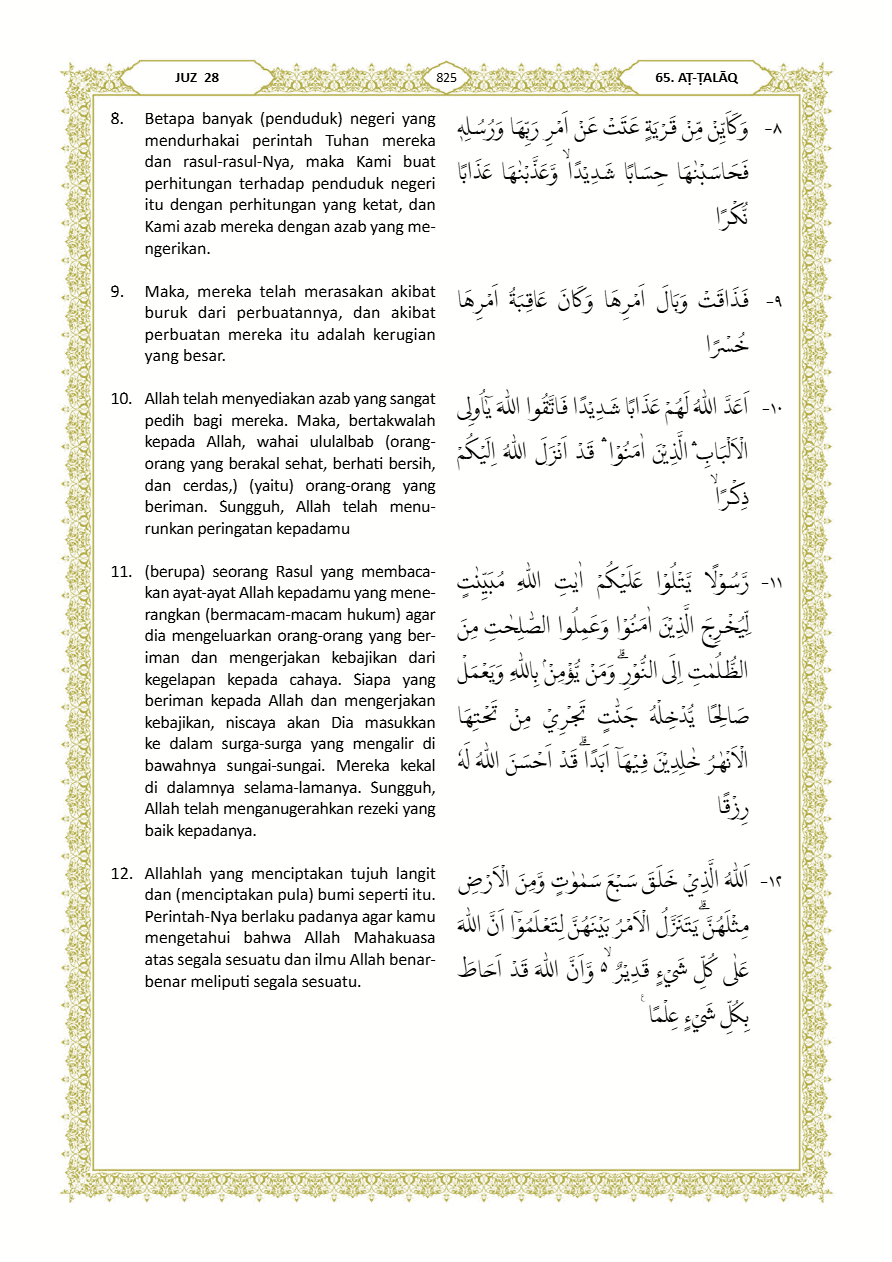 JUZ 28
825
65. AṬ-ṬALĀQ
8. Betapa banyak (penduduk) negeri yang
mendurhakai perintah Tuhan mereka
dan rasul-rasul-Nya, maka Kami buat
perhitungan terhadap penduduk negeri
itu dengan perhitungan yang ketat, dan
Kami azab mereka dengan azab yang me-
ngerikan.
٨- وَكَاَيِّنْ مِّنْ قَرْيَةٍ عَتَتْ عَنْ اَمْرِ رَبِّهَا وَرُسُلِهٖ
فَحَاسَبْنٰهَا حِسَابًا شَدِيْدًاۙ وَّعَذَّبْنٰهَا عَذَابًا
نُّكْرًا
9. Maka, mereka telah merasakan akibat
buruk dari perbuatannya, dan akibat
perbuatan mereka itu adalah kerugian
yang besar.
٩- فَذَاقَتْ وَبَالَ اَمْرِهَا وَكَانَ عَاقِبَةُ اَمْرِهَا
خُسْرًا
10. Allah telah menyediakan azab yang sangat
pedih bagi mereka. Maka, bertakwalah
kepada Allah, wahai ululalbab (orang-
orang yang berakal sehat, berhati bersih,
dan cerdas,) (yaitu) orang-orang yang
beriman. Sungguh, Allah telah menu-
runkan peringatan kepadamu
١٠- اَعَدَّ اللّٰهُ لَهُمْ عَذَابًا شَدِيْدًا فَاتَّقُوا اللّٰهَ يٰٓاُولِى
الْاَلْبَابِۛ الَّذِيْنَ اٰمَنُوْاۛ قَدْ اَنْزَلَ اللّٰهُ اِلَيْكُمْ
ذِكْرًاۙ
11. (berupa) seorang Rasul yang membaca-
kan ayat-ayat Allah kepadamu yang mene-
rangkan (bermacam-macam hukum) agar
dia mengeluarkan orang-orang yang ber-
iman dan mengerjakan kebajikan dari
kegelapan kepada cahaya. Siapa yang
beriman kepada Allah dan mengerjakan
kebajikan, niscaya akan Dia masukkan
ke dalam surga-surga yang mengalir di
bawahnya sungai-sungai. Mereka kekal
di dalamnya selama-lamanya. Sungguh,
Allah telah menganugerahkan rezeki yang
baik kepadanya.
١١- رَّسُوْلًا يَّتْلُوْا عَلَيْكُمْ اٰيٰتِ اللّٰهِ مُبَيِّنٰتٍ
لِّيُخْرِجَ الَّذِيْنَ اٰمَنُوْا وَعَمِلُوا الصّٰلِحٰتِ مِنَ
الظُّلُمٰتِ اِلَى النُّوْرِۗ وَمَنْ يُّؤْمِنْۢ بِاللّٰهِ وَيَعْمَلْ
صَالِحًا يُّدْخِلْهُ جَنّٰتٍ تَجْرِيْ مِنْ تَحْتِهَا
الْاَنْهٰرُ خٰلِدِيْنَ فِيْهَآ اَبَدًاۗ قَدْ اَحْسَنَ اللّٰهُ لَهٗ
رِزْقًا
12. Allahlah yang menciptakan tujuh langit
dan (menciptakan pula) bumi seperti itu.
Perintah-Nya berlaku padanya agar kamu
mengetahui bahwa Allah Mahakuasa
atas segala sesuatu dan ilmu Allah benar-
benar meliputi segala sesuatu.
١٢- اَللّٰهُ الَّذِيْ خَلَقَ سَبْعَ سَمٰوٰتٍ وَّمِنَ الْاَرْضِ
مِثْلَهُنَّۗ يَتَنَزَّلُ الْاَمْرُ بَيْنَهُنَّ لِتَعْلَمُوْٓا اَنَّ اللّٰهَ
عَلٰى كُلِّ شَيْءٍ قَدِيْرٌ ەۙ وَّاَنَّ اللّٰهَ قَدْ اَحَاطَ
بِكُلِّ شَيْءٍ عِلْمًا ࣖ